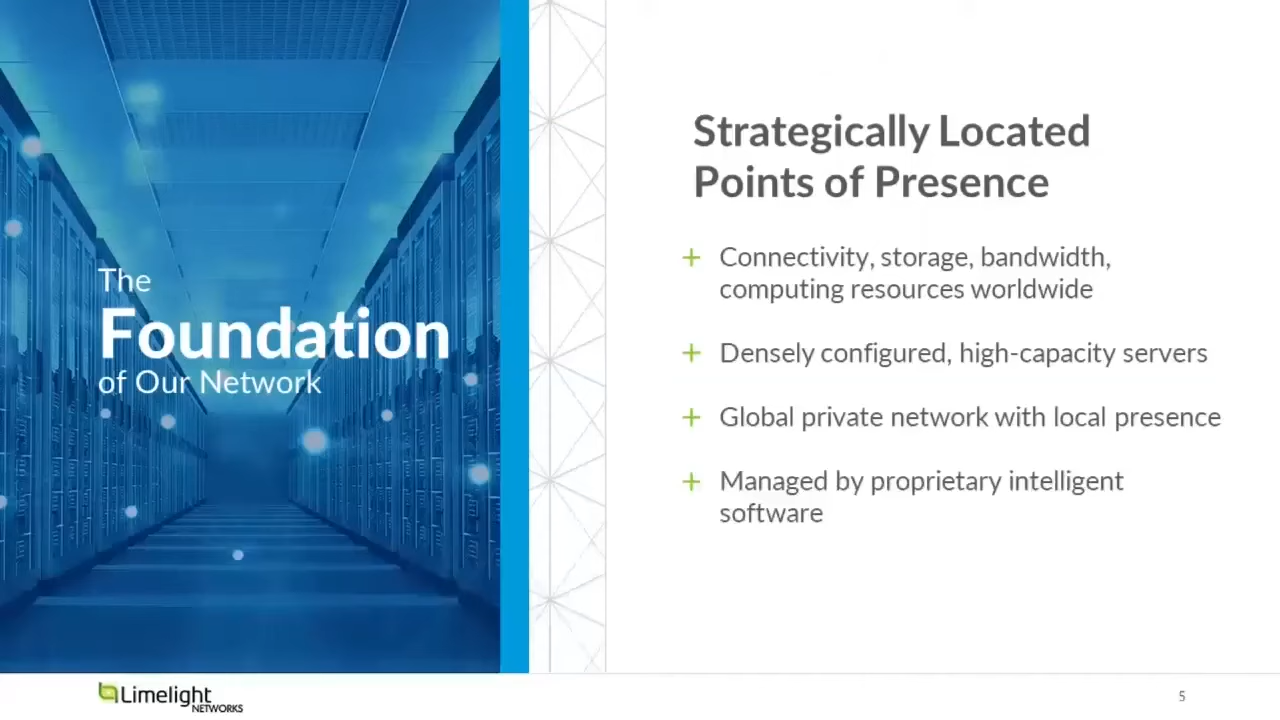 The
Foundation
of Our Network
Strategically Located
Points of Presence
+ Connectivity, storage, bandwidth,
computing resources worldwide
+ Densely configured, high-capacity servers
+ Global private network with local presence
+ Managed by proprietary intelligent
software
Limelight
NETWORKS
5